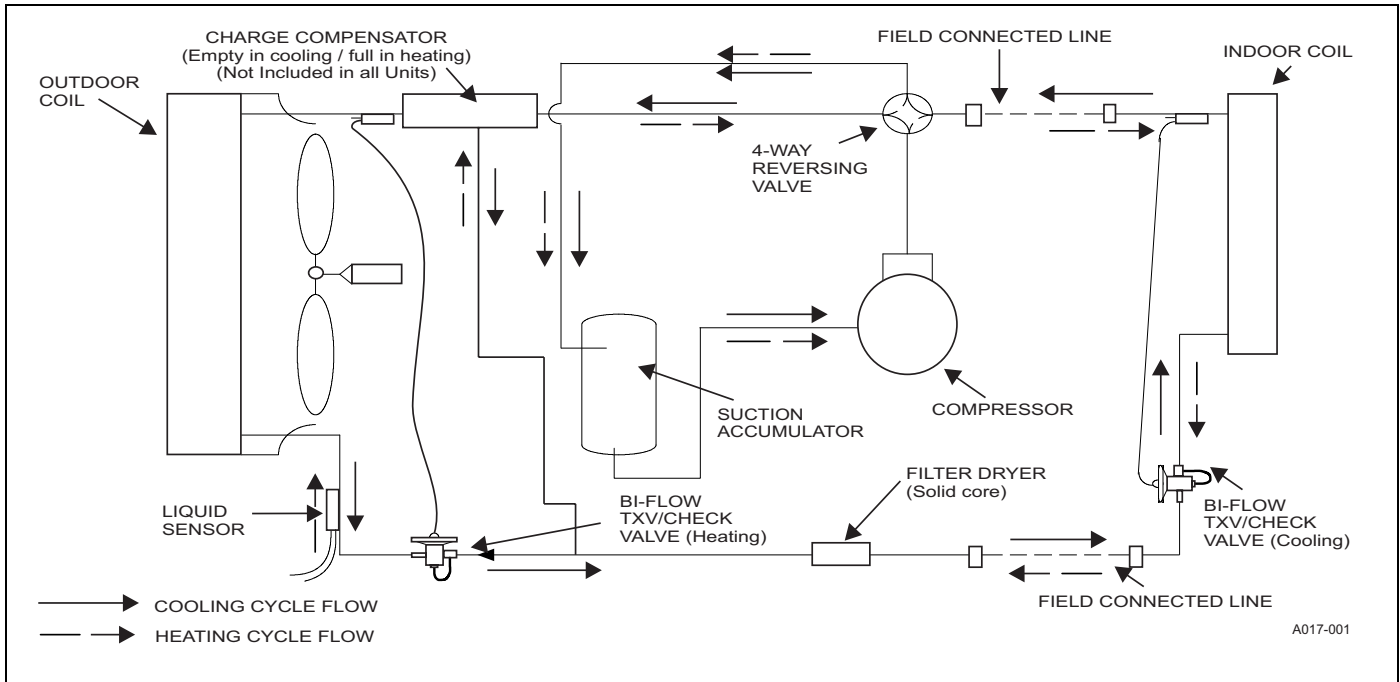 CHARGE COMPENSATOR
(Empty in cooling / full in heating)
(Not Included in all Units)
FIELD CONNECTED LINE
INDOOR COIL
OUTDOOR
COIL
4-WAY
REVERSING
VALVE
SUCTION
ACCUMULATOR
COMPRESSOR
FILTER DRYER
(Solid core)
LIQUID
SENSOR
BI-FLOW
TXV/CHECK
VALVE (Heating)
BI-FLOW
TXV/CHECK
VALVE (Cooling)
FIELD CONNECTED LINE
COOLING CYCLE FLOW
HEATING CYCLE FLOW
A017-001